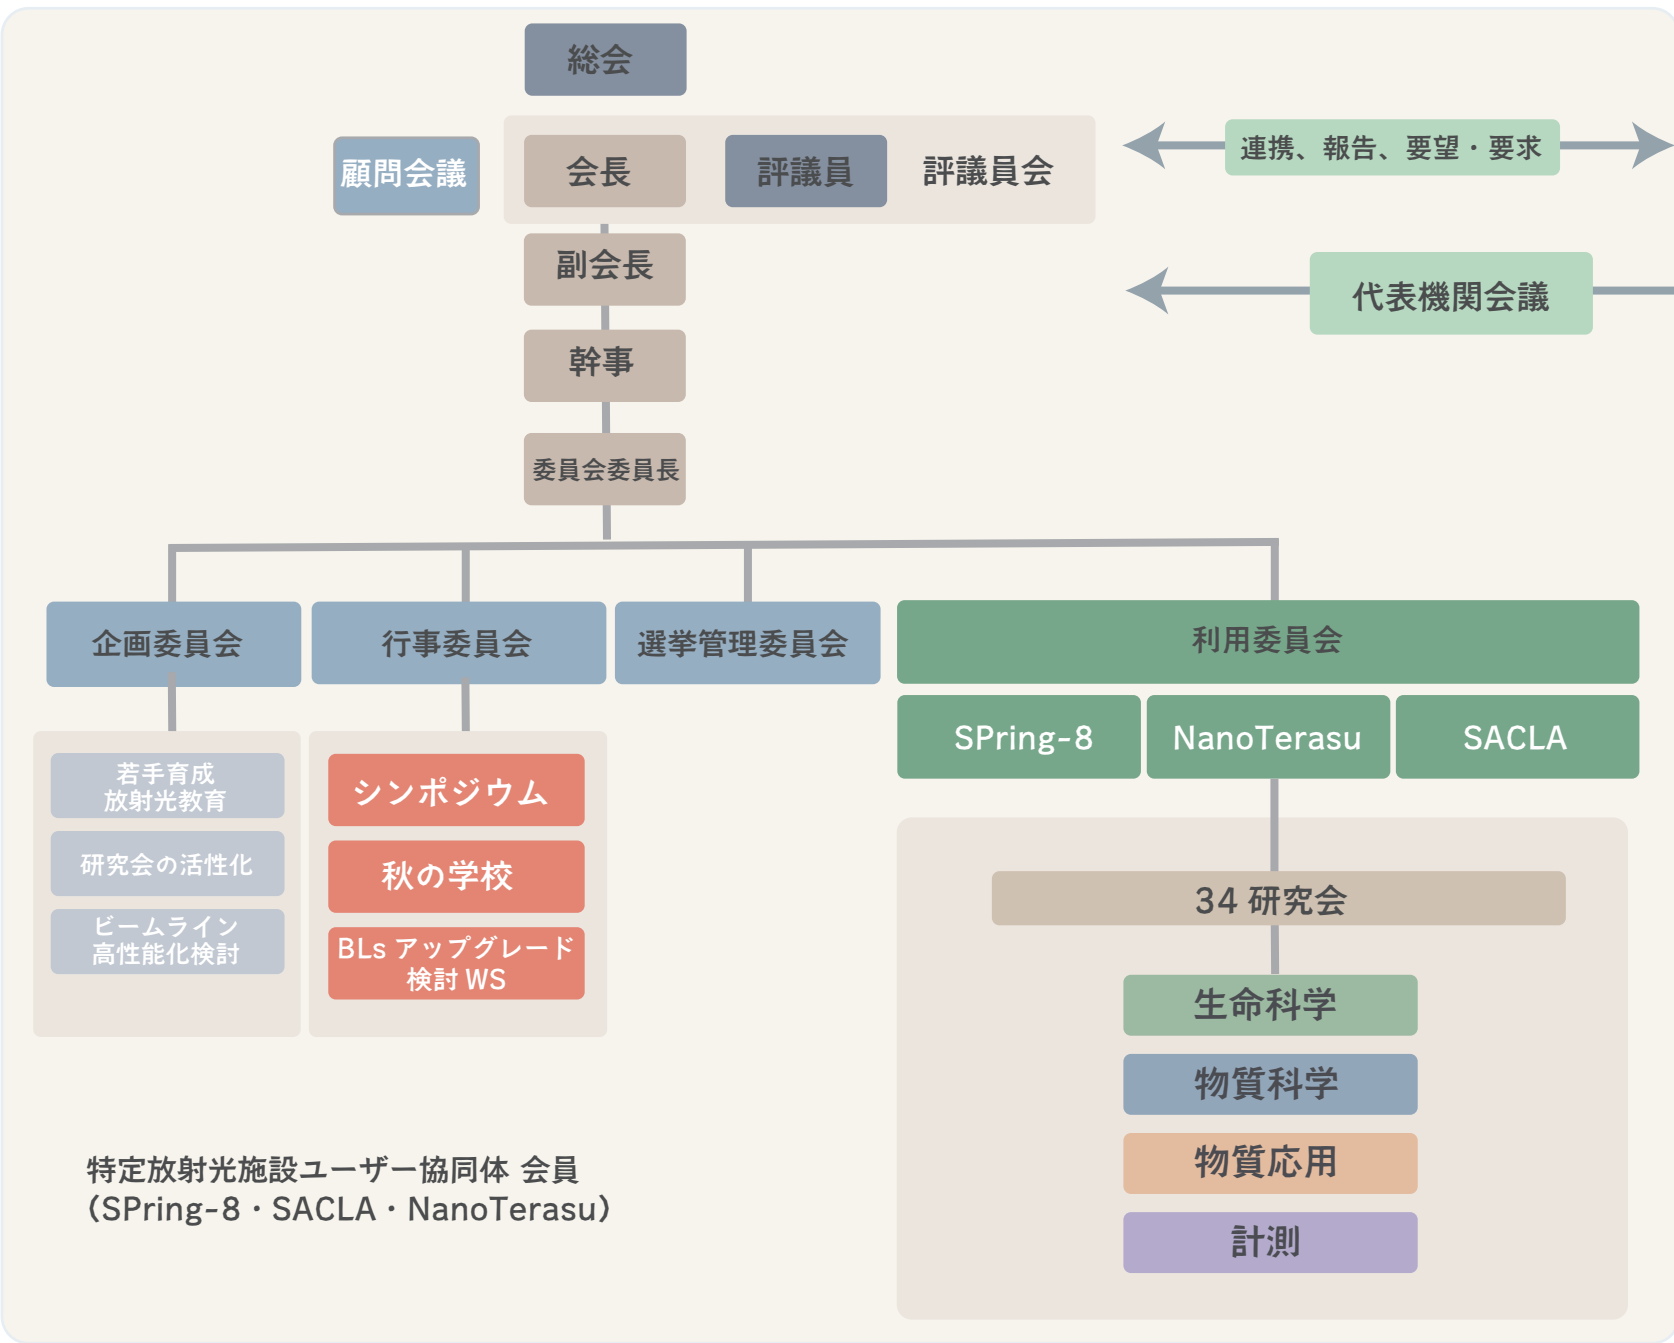 総会
顧問会議
会長
評議員
評議員会
連携、報告、要望・要求
副会長
代表機関会議
幹事
委員会委員長
企画委員会
行事委員会
選挙管理委員会
利用委員会
SPring-8
NanoTerasu
SACLA
若手育成
放射光教育
研究会の活性化
ビームライン
高性能化検討
シンポジウム
秋の学校
BLs アップグレード
検討 WS
34 研究会
生命科学
物質科学
物質応用
計測
特定放射光施設ユーザー協同体 会員
(SPring-8・SACLA・NanoTerasu)